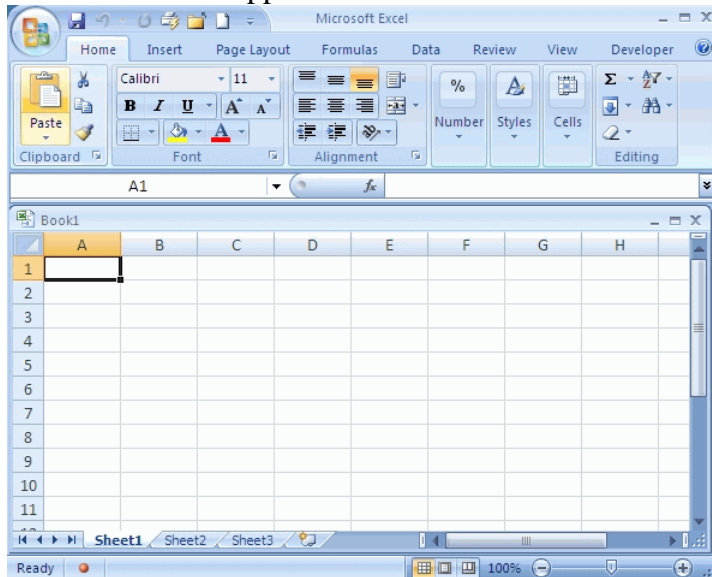 Microsoft Excel
Home Insert Page Layout Formulas Data Review View Developer
Calibri 11
B I U A A
Paste A % Number A Styles Cells Σ
Clipboard Font Alignment Editing
A1 fx
Book1
A B C D E F G H
1
2
3
4
5
6
7
8
9
10
11
Sheet1 Sheet2 Sheet3
Ready 100%